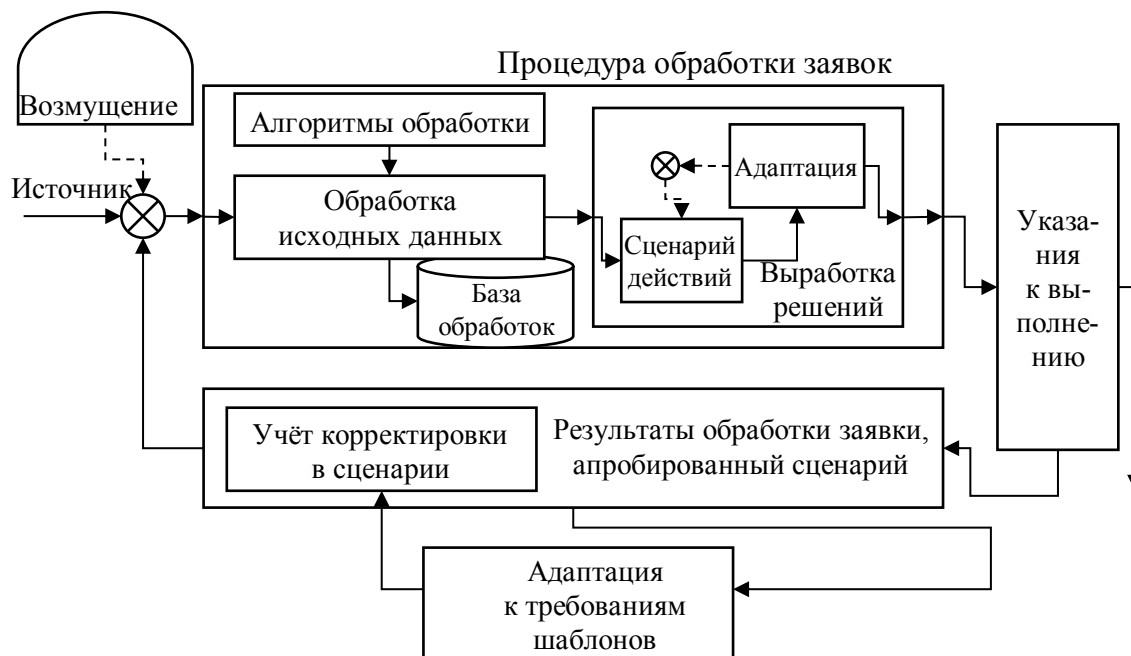 Процедура обработки заявок
Возмущение
Источник
Алгоритмы обработки
Обработка
исходных данных
База
обработок
Адаптация
Сценарий
действий
Выработка
решений
Указа-
ния
к вы-
полне-
нию
Учёт корректировки
в сценарии
Результаты обработки заявки,
апробированный сценарий
Адаптация
к требованиям
шаблонов